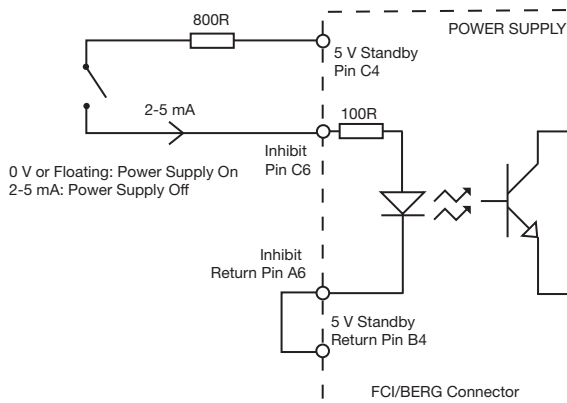 POWER SUPPLY
800R
5 V Standby
Pin C4
2-5 mA
100R
Inhibit
Pin C6
0 V or Floating: Power Supply On
2-5 mA: Power Supply Off
Inhibit
Return Pin A6
5 V Standby
Return Pin B4
FCI/BERG Connector